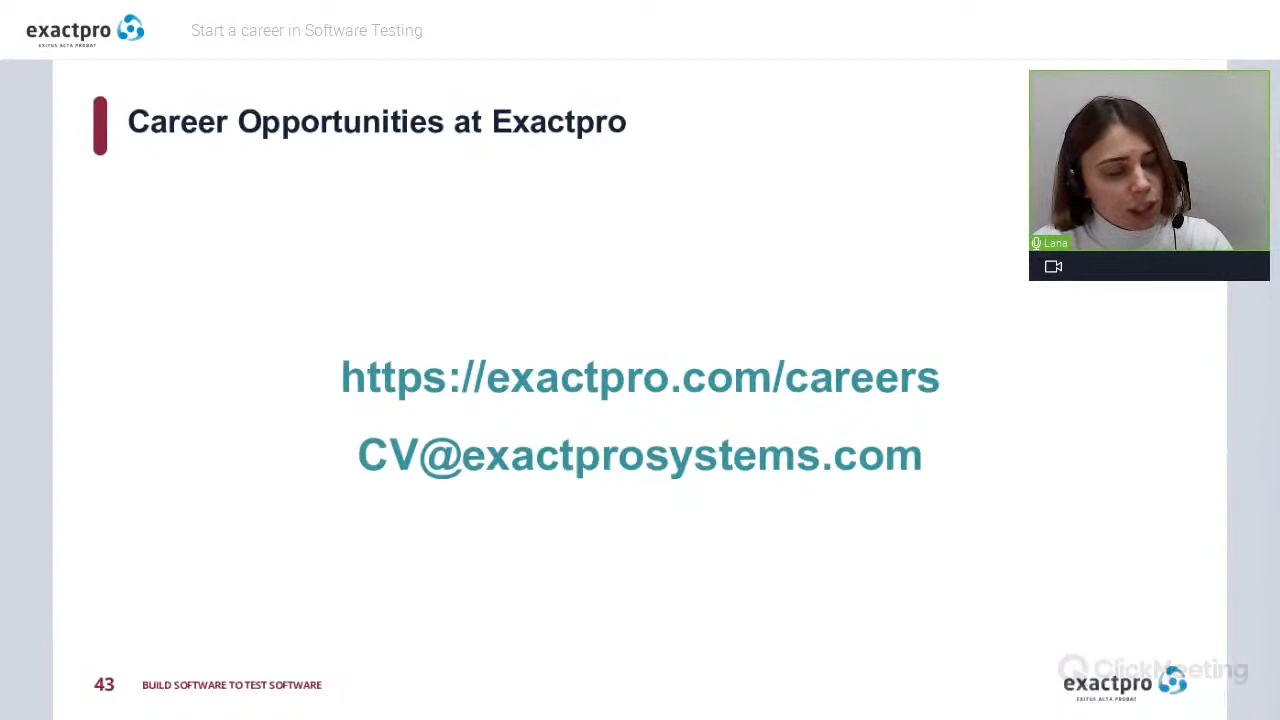 exactpro
EXITUS ACTA PROBAT
Start a career in Software Testing
Career Opportunities at Exactpro
Lana
https://exactpro.com/careers
CV@exactprosystems.com
43
BUILD SOFTWARE TO TEST SOFTWARE
ClickMeeting
exactpro
EXITUS ACTA PROBAT